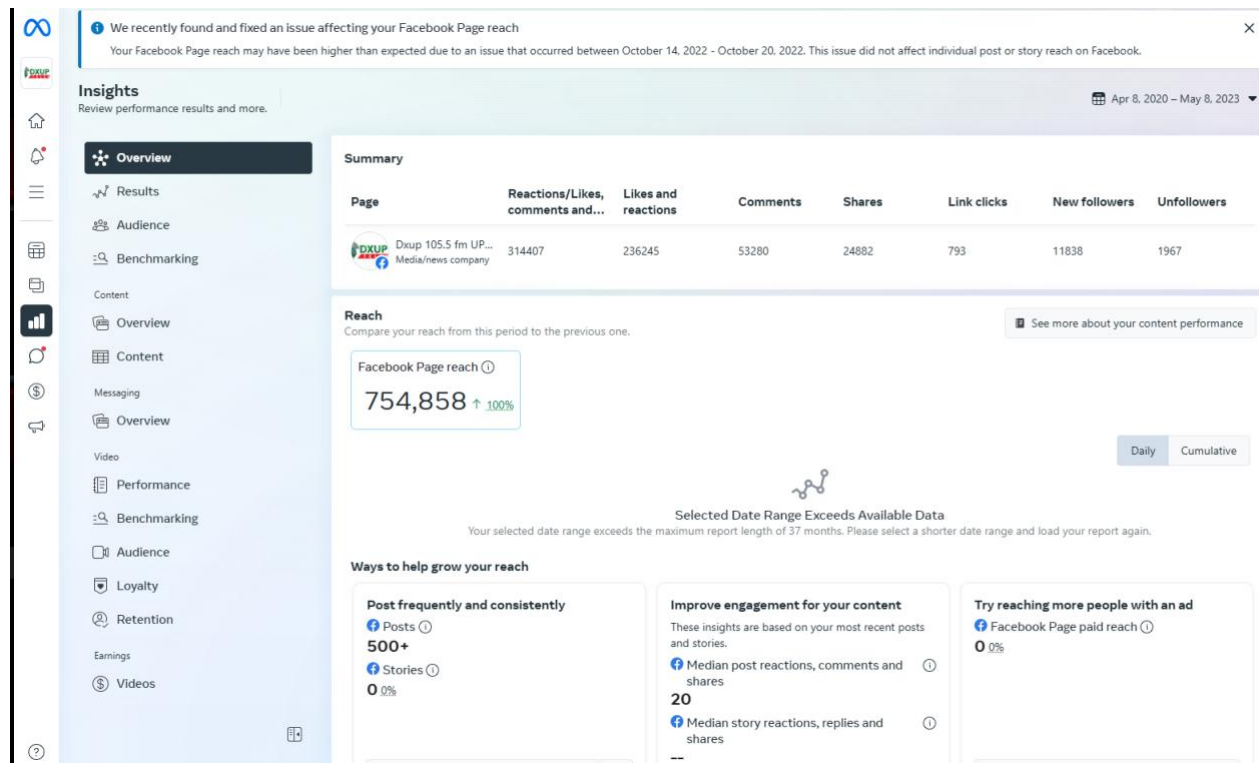 We recently found and fixed an issue affecting your Facebook Page reach
Your Facebook Page reach may have been higher than expected due to an issue that occurred between October 14, 2022 - October 20, 2022. This issue did not affect individual post or story reach on Facebook.
DXUP
Insights
Review performance results and more.
Apr 8, 2020 – May 8, 2023
Overview
Results
Audience
Benchmarking
Content
Overview
Content
Messaging
Overview
Video
Performance
Benchmarking
Audience
Loyalty
Retention
Earnings
Videos
Summary
Page
Reactions/Likes, comments and...
Likes and reactions
Comments
Shares
Link clicks
New followers
Unfollowers
DXUP
Dxup 105.5 fm UP...
Media/news company
314407
236245
53280
24882
793
11838
1967
Reach
Compare your reach from this period to the previous one.
See more about your content performance
Facebook Page reach
754,858 ↑ 100%
Daily
Cumulative
Selected Date Range Exceeds Available Data
Your selected date range exceeds the maximum report length of 37 months. Please select a shorter date range and load your report again.
Ways to help grow your reach
Post frequently and consistently
Posts
500+
Stories
0 0%
Improve engagement for your content
These insights are based on your most recent posts
and stories.
Median post reactions, comments and
shares
20
Median story reactions, replies and
shares
--
Try reaching more people with an ad
Facebook Page paid reach
0 0%